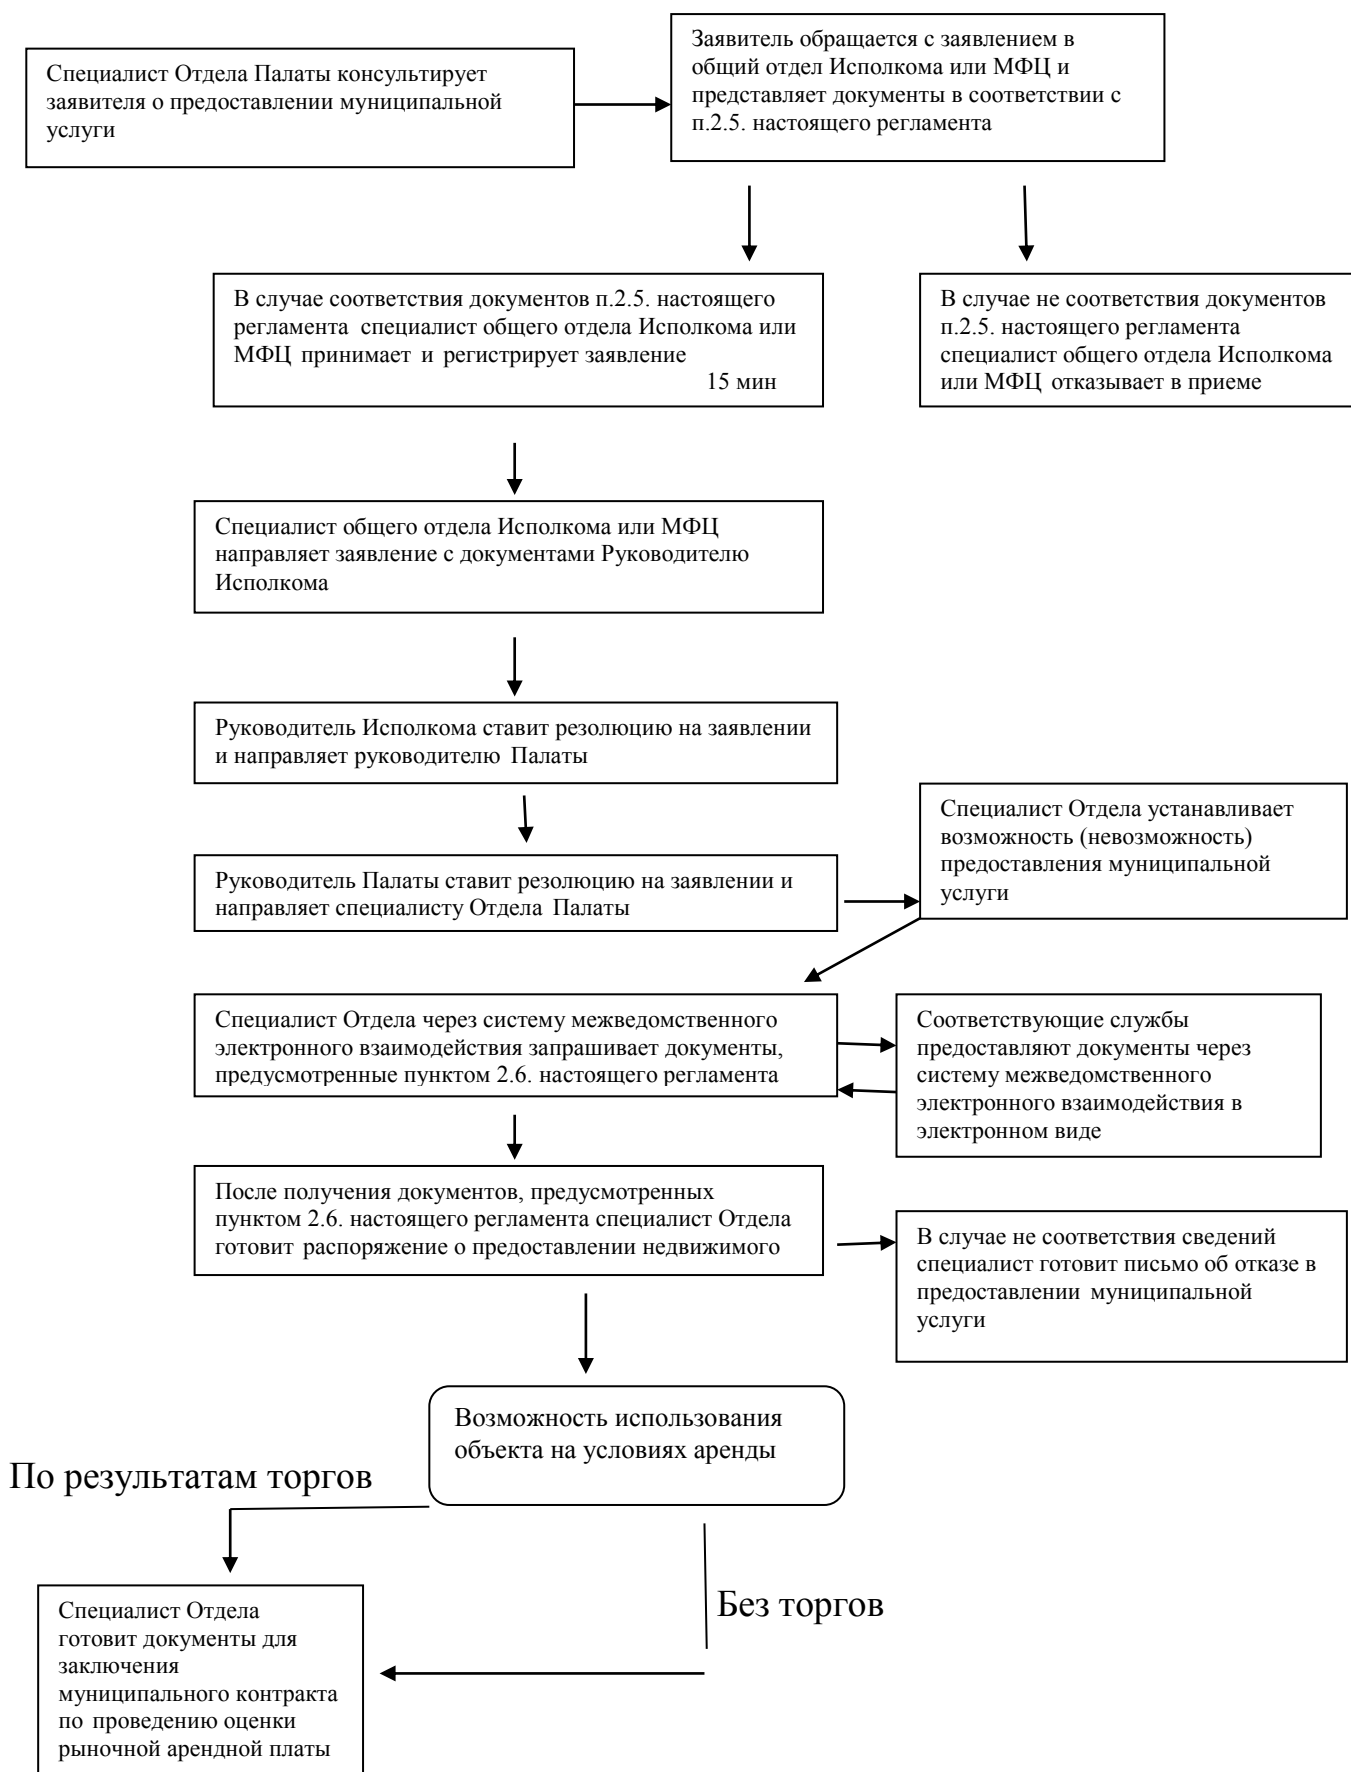 Специалист Отдела Палаты консультирует
заявителя о предоставлении муниципальной
услуги
Заявитель обращается с заявлением в
общий отдел Исполкома или МФЦ и
представляет документы в соответствии с
п.2.5. настоящего регламента
В случае соответствия документов п.2.5. настоящего
регламента специалист общего отдела Исполкома или
МФЦ принимает и регистрирует заявление
15 мин
В случае не соответствия документов
п.2.5. настоящего регламента
специалист общего отдела Исполкома
или МФЦ отказывает в приеме
Специалист общего отдела Исполкома или МФЦ
направляет заявление с документами Руководителю
Исполкома
Руководитель Исполкома ставит резолюцию на заявлении
и направляет руководителю Палаты
Специалист Отдела устанавливает
возможность (невозможность)
предоставления муниципальной
услуги
Руководитель Палаты ставит резолюцию на заявлении и
направляет специалисту Отдела Палаты
Специалист Отдела через систему межведомственного
электронного взаимодействия запрашивает документы,
предусмотренные пунктом 2.6. настоящего регламента
Соответствующие службы
предоставляют документы через
систему межведомственного
электронного взаимодействия в
электронном виде
После получения документов, предусмотренных
пунктом 2.6. настоящего регламента специалист Отдела
готовит распоряжение о предоставлении недвижимого
В случае не соответствия сведений
специалист готовит письмо об отказе в
предоставлении муниципальной
услуги
Возможность использования
объекта на условиях аренды
По результатам торгов
Без торгов
Специалист Отдела
готовит документы для
заключения
муниципального контракта
по проведению оценки
рыночной арендной платы